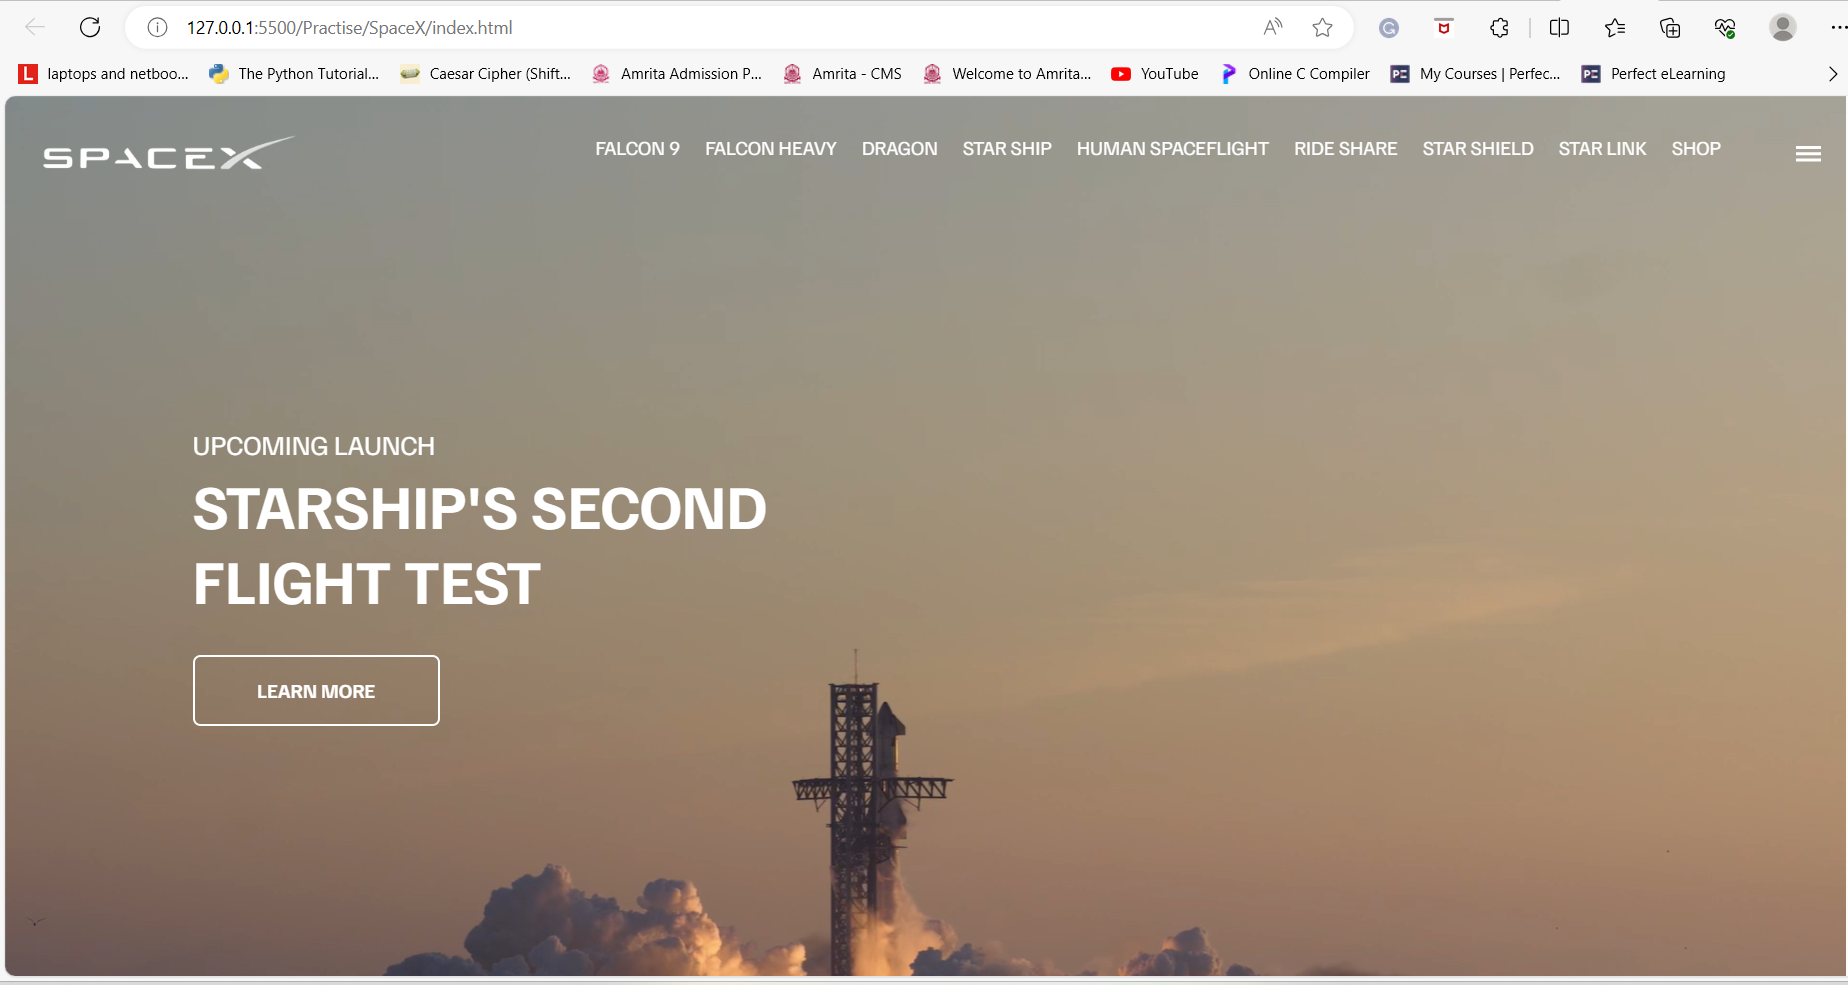 127.0.0.1:5500/Practise/SpaceX/index.html
laptops and netboo... The Python Tutorial... Caesar Cipher (Shift... Amrita Admission P... Amrita - CMS Welcome to Amrita... YouTube Online C Compiler My Courses | Perfec... Perfect eLearning
SPACEX FALCON 9 FALCON HEAVY DRAGON STAR SHIP HUMAN SPACEFLIGHT RIDE SHARE STAR SHIELD STAR LINK SHOP
UPCOMING LAUNCH
STARSHIP'S SECOND
FLIGHT TEST
LEARN MORE